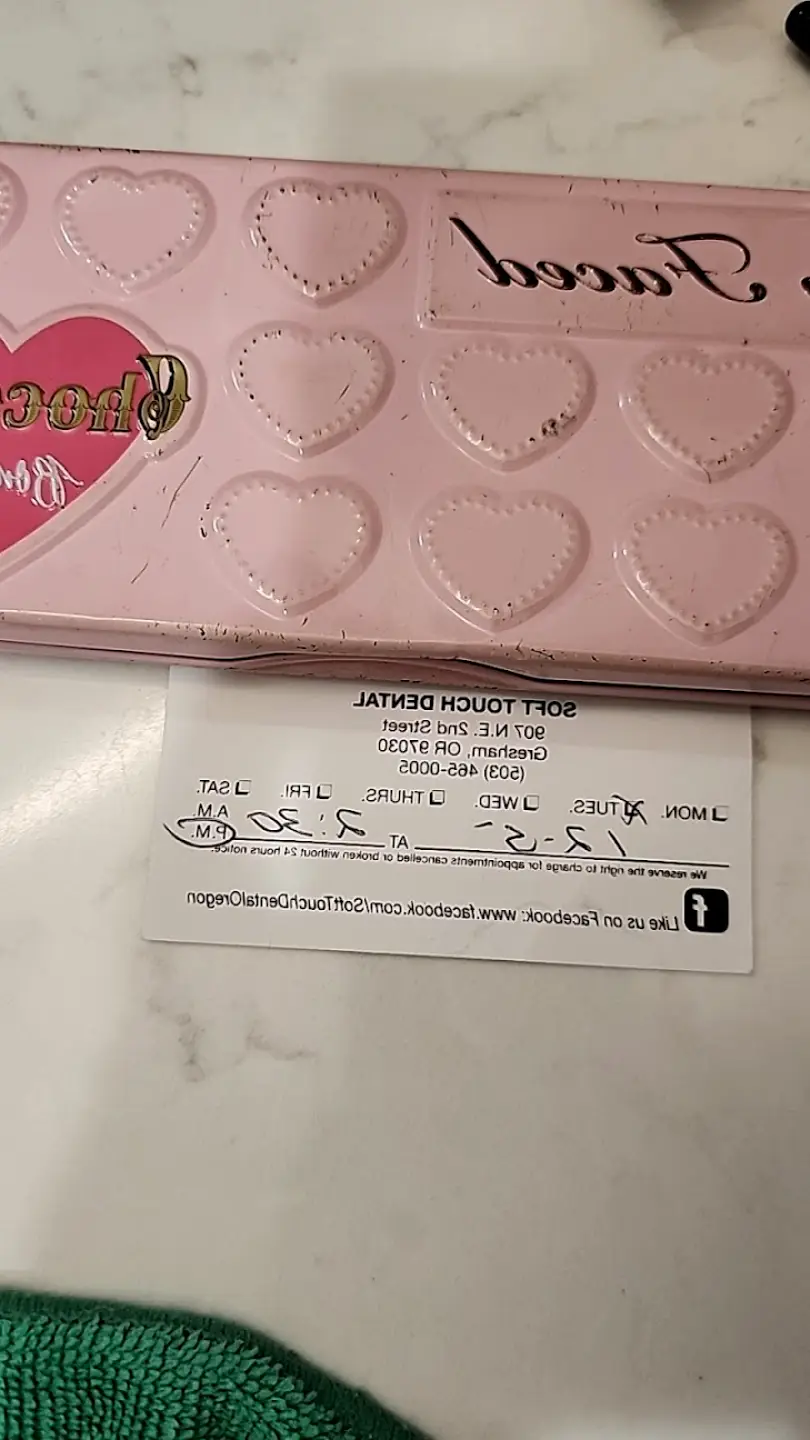 Faced
Choc
Bo
SOFT TOUCH DENTAL
907 N.E. 2nd Street
Gresham, OR 97030
(503) 465-0005
MON. TUES. WED. THURS. FRI. SAT.
12-5- AT 2:30 A.M. P.M.
We reserve the right to charge for appointments cancelled or broken without 24 hours notice.
f Like us on Facebook: www.facebook.com/SoftTouchDentalOregon